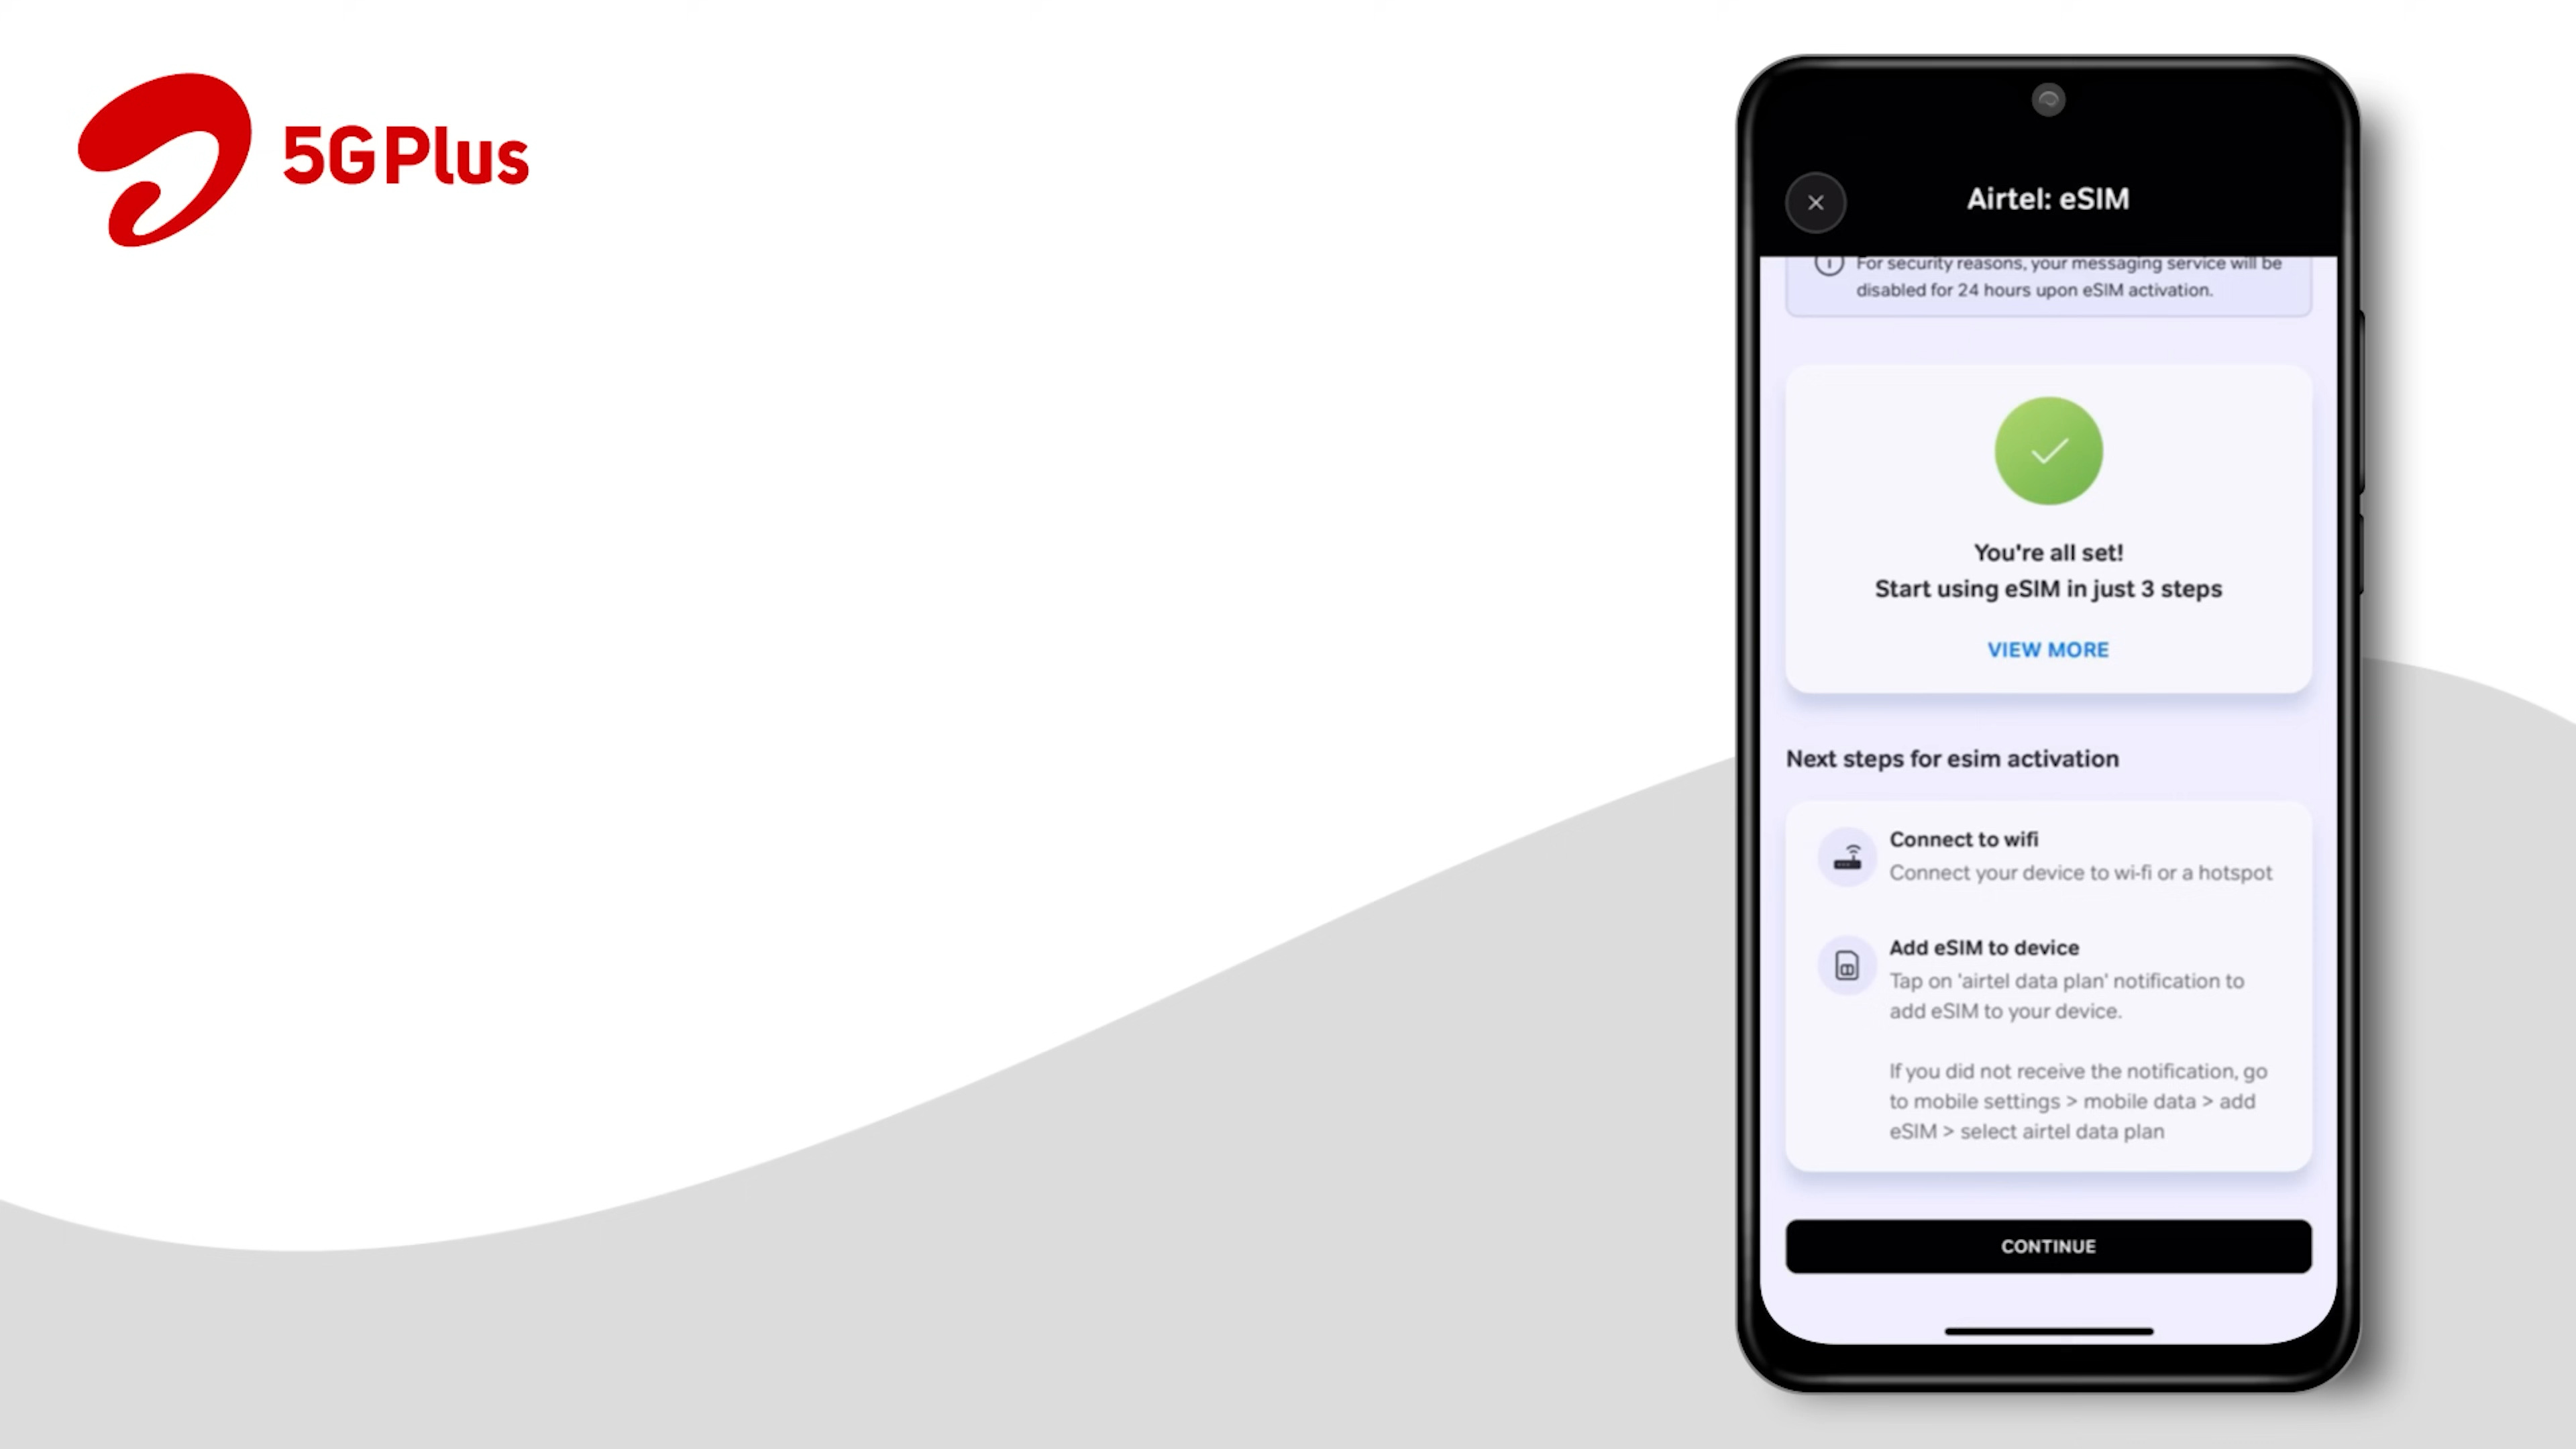 5G Plus
Airtel: eSIM
For security reasons, your messaging service will be
disabled for 24 hours upon eSIM activation.
You're all set!
Start using eSIM in just 3 steps
VIEW MORE
Next steps for esim activation
Connect to wifi
Connect your device to wi-fi or a hotspot
Add eSIM to device
Tap on 'airtel data plan' notification to
add eSIM to your device.
If you did not receive the notification, go
to mobile settings > mobile data > add
eSIM > select airtel data plan
CONTINUE